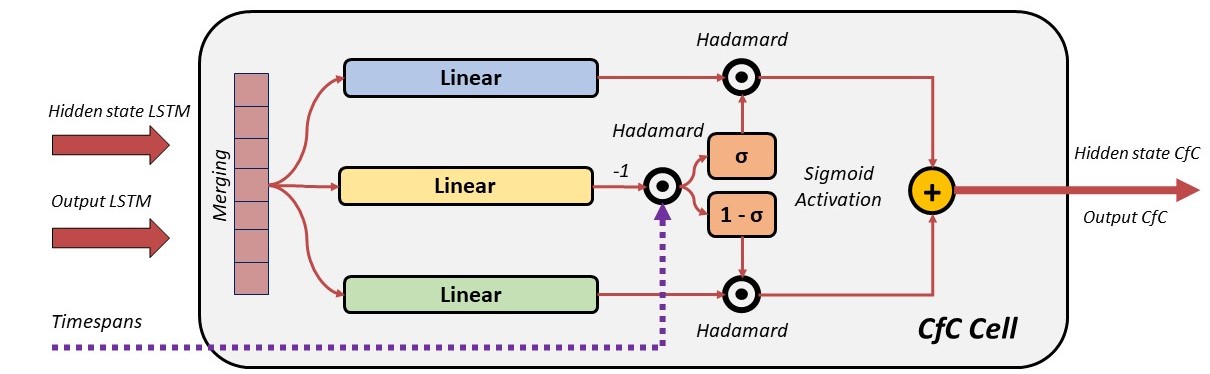 Hadamard
Linear
Hidden state LSTM
Hadamard
σ
Merging
-1
Linear
Sigmoid
Activation
Hidden state CfC
+
Output LSTM
1 - σ
Output CfC
Linear
Timespans
Hadamard
CfC Cell